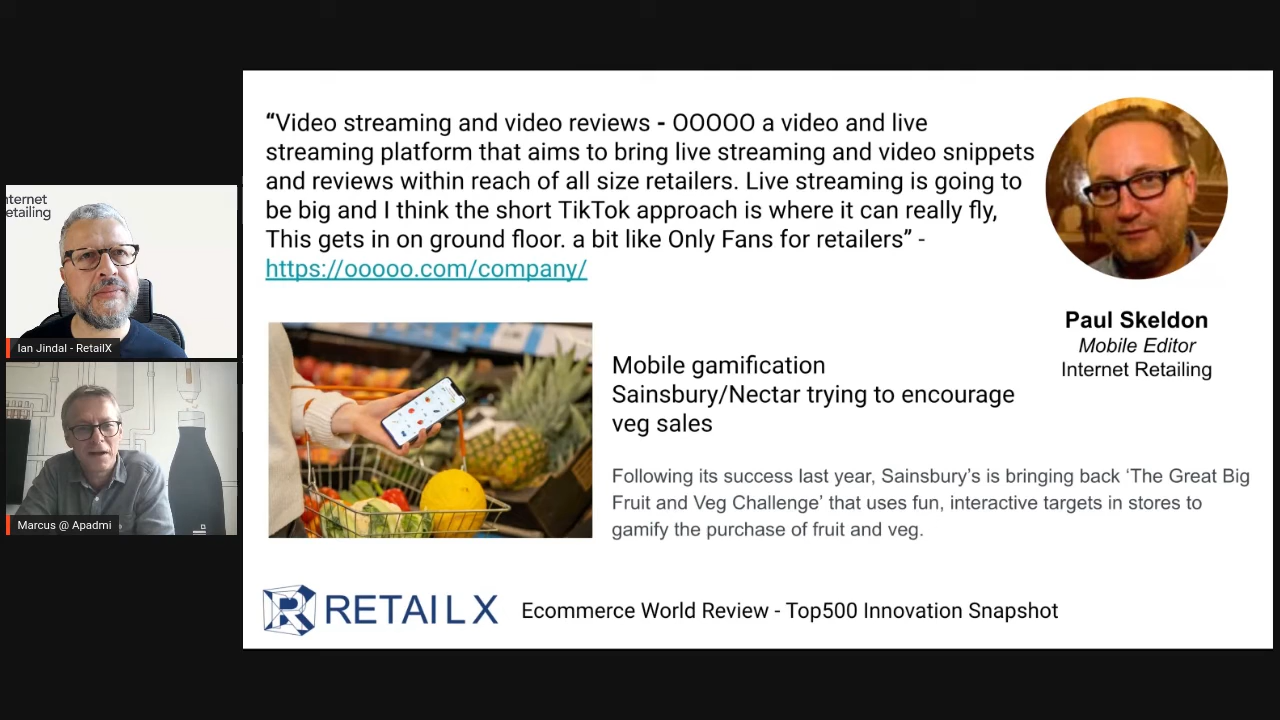 “Video streaming and video reviews - OOOOO a video and live
streaming platform that aims to bring live streaming and video snippets
and reviews within reach of all size retailers. Live streaming is going to
be big and I think the short TikTok approach is where it can really fly,
This gets in on ground floor. a bit like Only Fans for retailers” -
https://ooooo.com/company/
Paul Skeldon
Mobile Editor
Internet Retailing
nternet
etailing
Ian Jindal - RetailX
Marcus @ Apadmi
Mobile gamification
Sainsbury/Nectar trying to encourage
veg sales
Following its success last year, Sainsbury’s is bringing back ‘The Great Big
Fruit and Veg Challenge’ that uses fun, interactive targets in stores to
gamify the purchase of fruit and veg.
RETAIL X
Ecommerce World Review - Top500 Innovation Snapshot